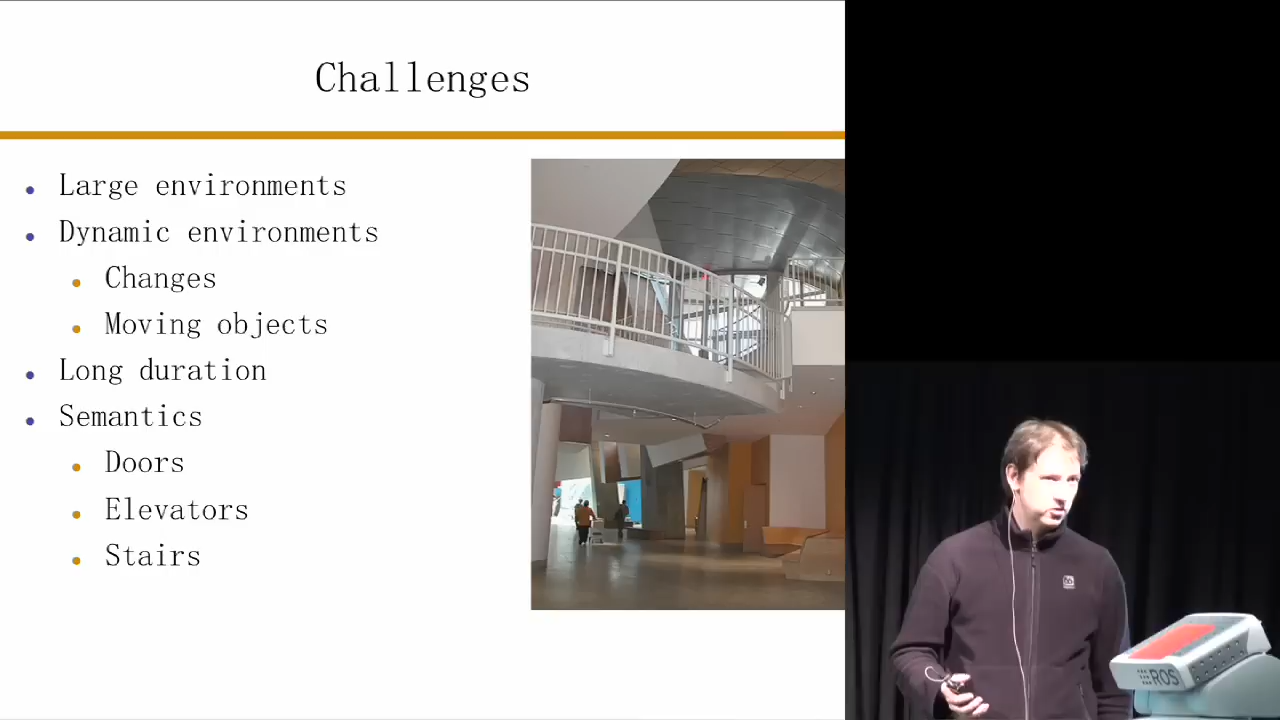 Challenges
Large environments
Dynamic environments
Changes
Moving objects
Long duration
Semantics
Doors
Elevators
Stairs
ROS